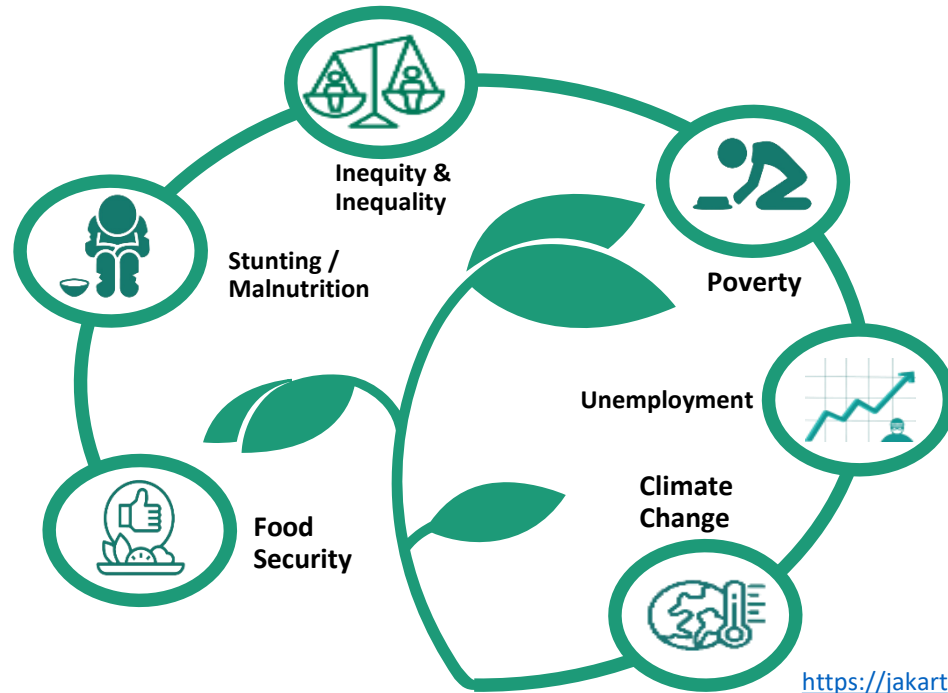 Inequity &
Inequality
Stunting /
Malnutrition
Poverty
Unemployment
Climate
Change
Food
Security
https://jakart